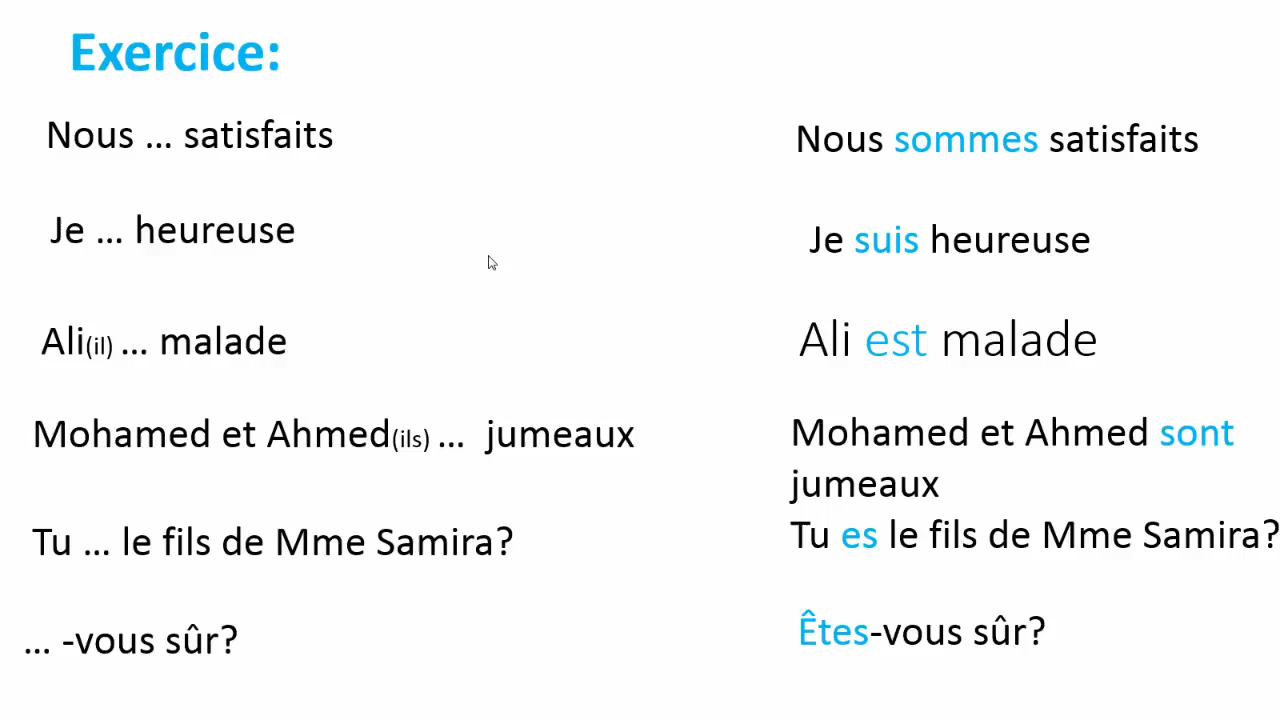 Exercice:
Nous ... satisfaits
Nous sommes satisfaits
Je ... heureuse
Je suis heureuse
Ali(il) ... malade
Ali est malade
Mohamed et Ahmed(ils) ... jumeaux
Mohamed et Ahmed sont
jumeaux
Tu ... le fils de Mme Samira?
Tu es le fils de Mme Samira?
... -vous sûr?
Êtes-vous sûr?